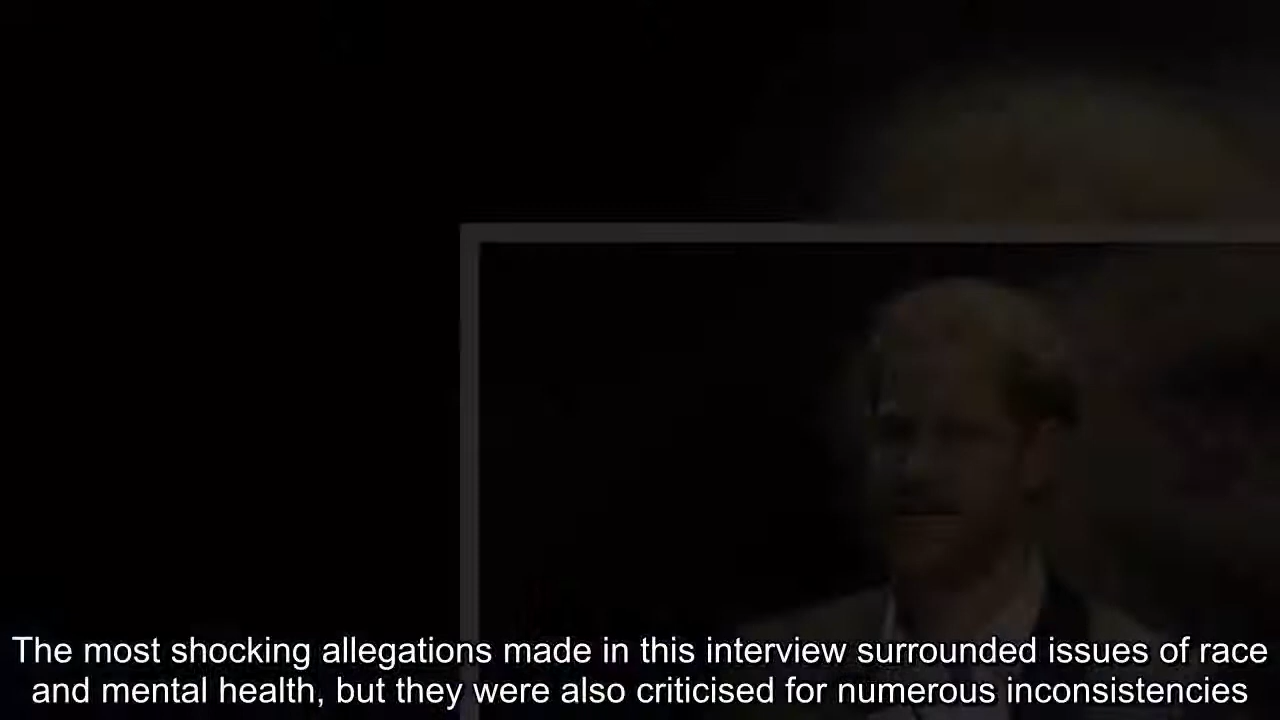 The most shocking allegations made in this interview surrounded issues of race
and mental health, but they were also criticised for numerous inconsistencies